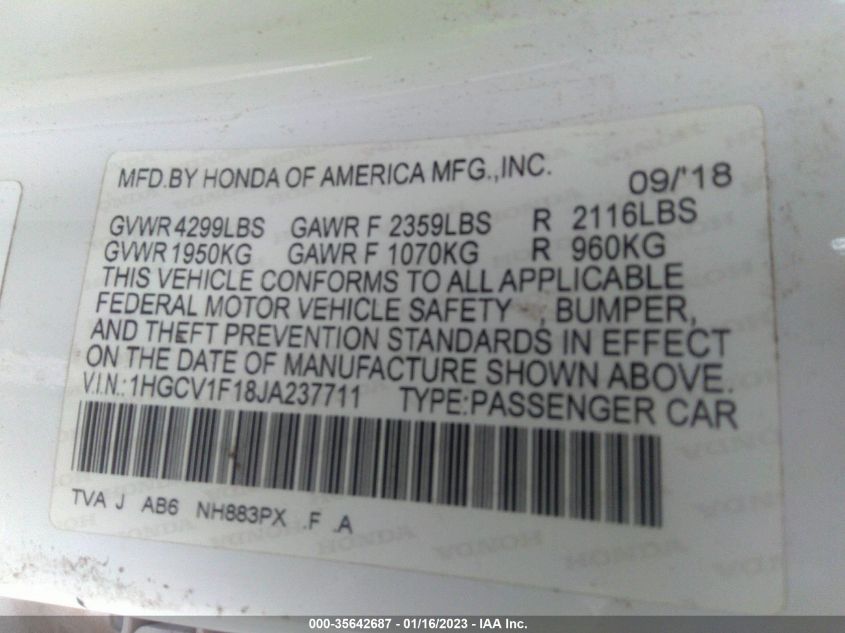 MFD.BY HONDA OF AMERICA MFG.,INC. 09/'18
GVWR 4299LBS GAWR F 2359LBS R 2116LBS
GVWR 1950KG GAWR F 1070KG R 960KG
THIS VEHICLE CONFORMS TO ALL APPLICABLE
FEDERAL MOTOR VEHICLE SAFETY , BUMPER,
AND THEFT PREVENTION STANDARDS IN EFFECT
ON THE DATE OF MANUFACTURE SHOWN ABOVE.
V.I.N.:1HGCV1F18JA237711 TYPE:PASSENGER CAR
TVA J AB6 NH883PX .F .A
000-35642687 - 01/16/2023 - IAA Inc.